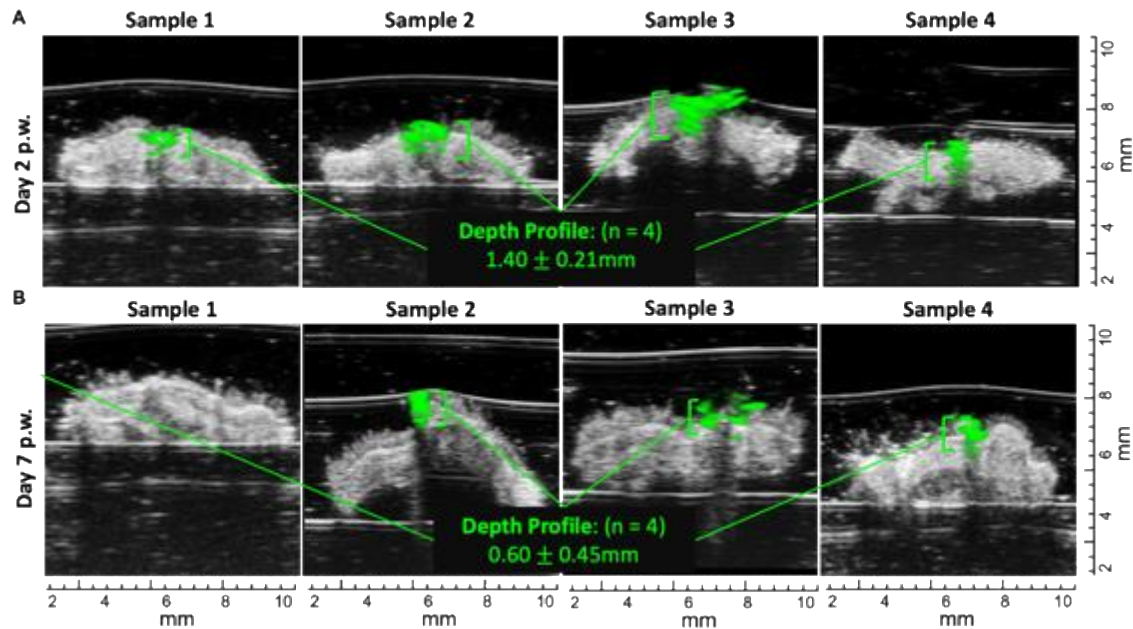 A
Sample 1 Sample 2 Sample 3 Sample 4
Day 2 p.w.
10
8
6
4
2
mm
Depth Profile: (n = 4)
1.40 ± 0.21mm
B
Sample 1 Sample 2 Sample 3 Sample 4
Day 7 p.w.
10
8
6
4
2
mm
Depth Profile: (n = 4)
0.60 ± 0.45mm
2 4 6 8 10 2 4 6 8 10 2 4 6 8 10 2 4 6 8 10
mm mm mm mm